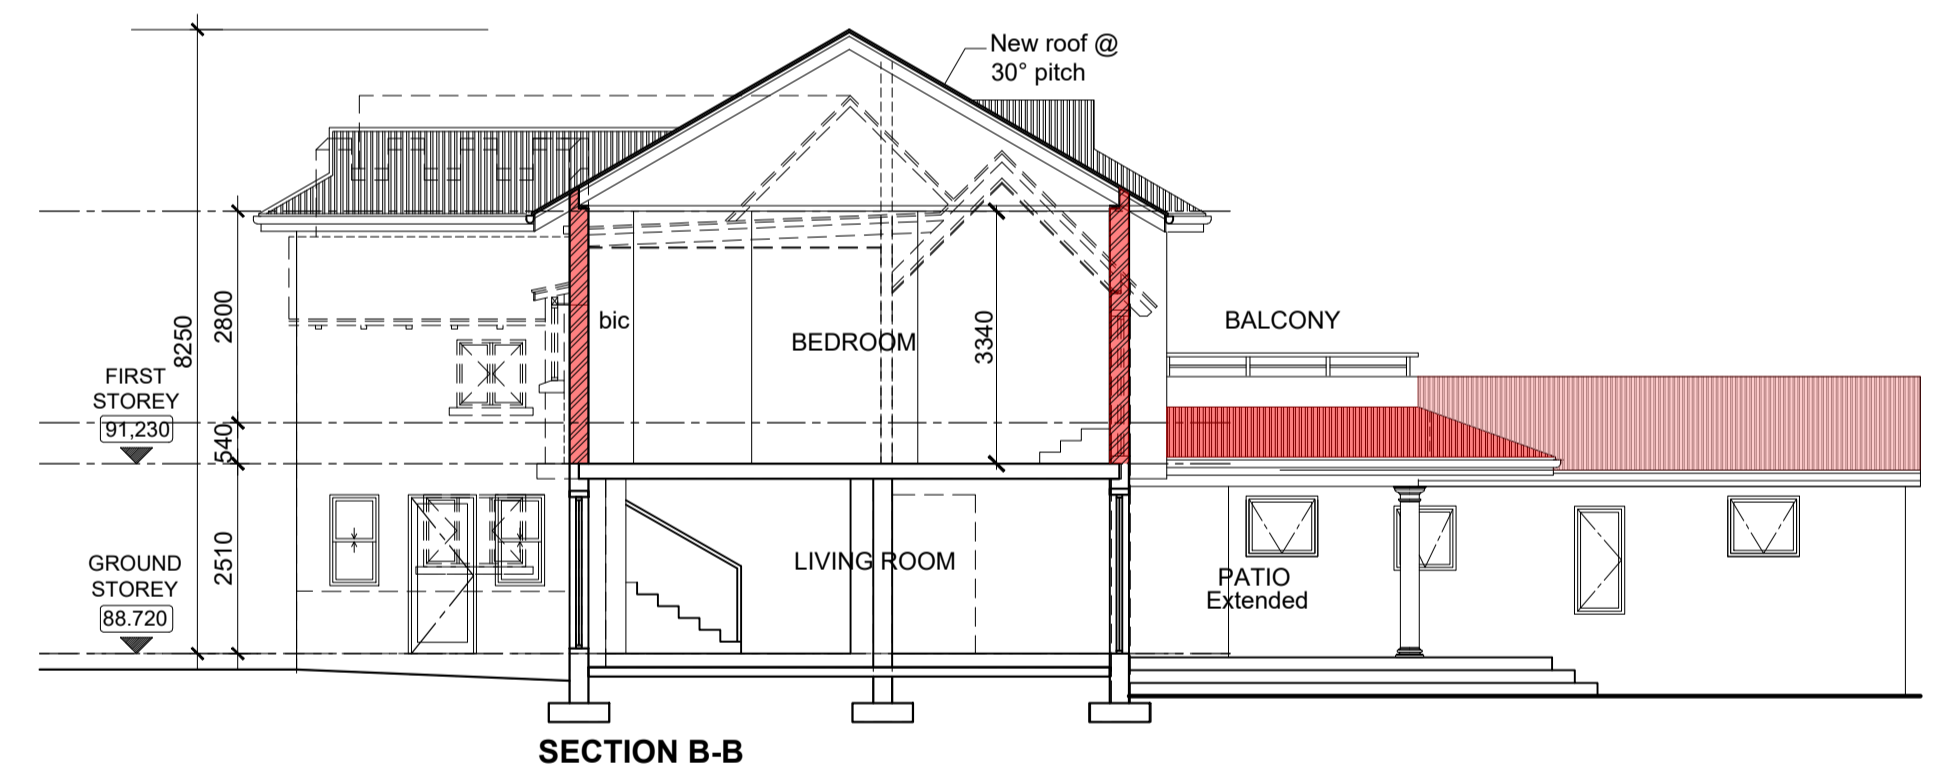 New roof @
30° pitch
8250
2800
540
2510
3340
FIRST
STOREY
91,230
GROUND
STOREY
88.720
bic
BEDROOM
BALCONY
LIVING ROOM
PATIO
Extended
SECTION B-B